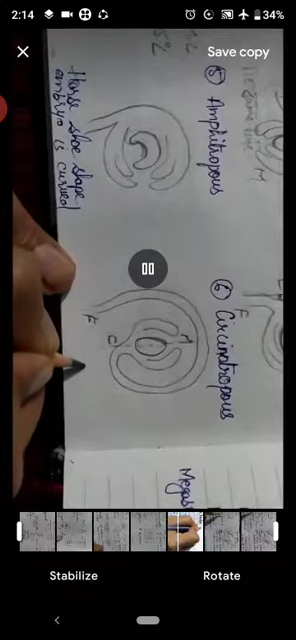 2:14
34%
Save copy
⑤ Amphitropous
-Horse shoe shape
embryo is curved
⑥ Circinotropous
M
F
C
M
F
Megas
Stabilize
Rotate